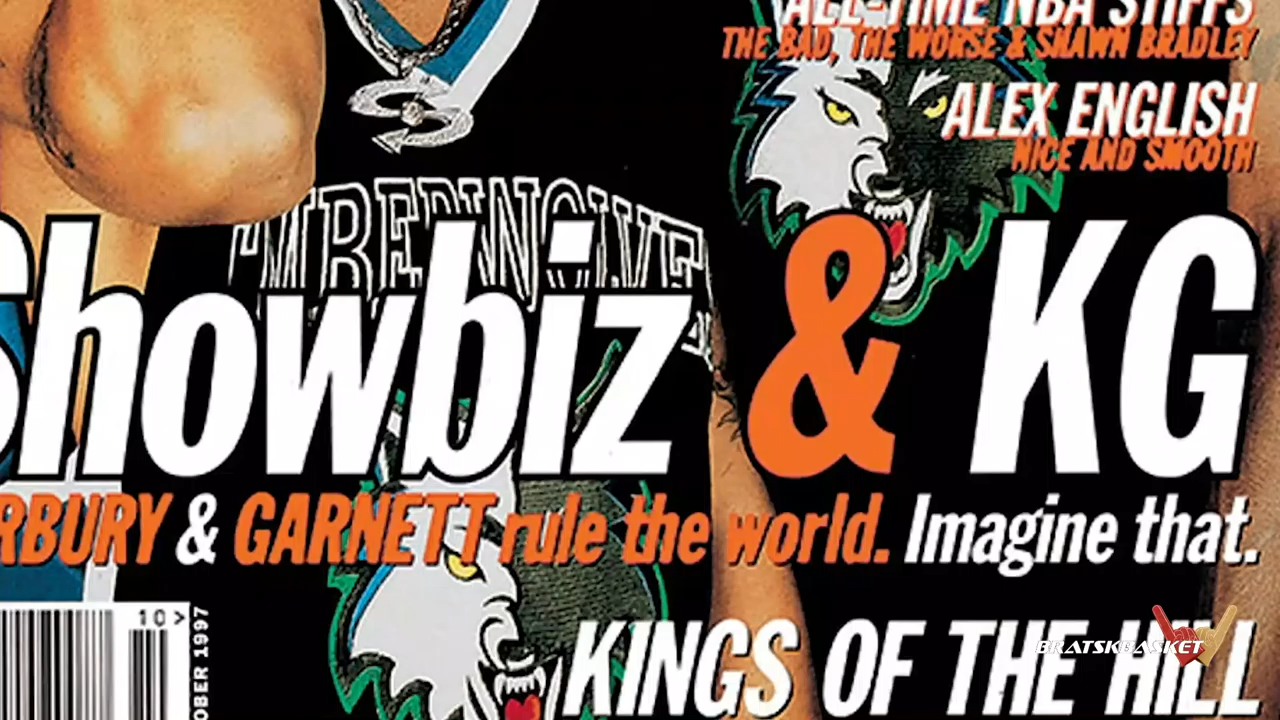 ALL-TIME NBA STIFFS
THE BAD, THE WORSE & SHAWN BRADLEY
ALEX ENGLISH
NICE AND SMOOTH
TIMBERWOLVES
Showbiz & KG
RBURY & GARNETT rule the world. Imagine that.
10 >
OBER 1997
KINGS OF THE HILL
BRATSKBASKET